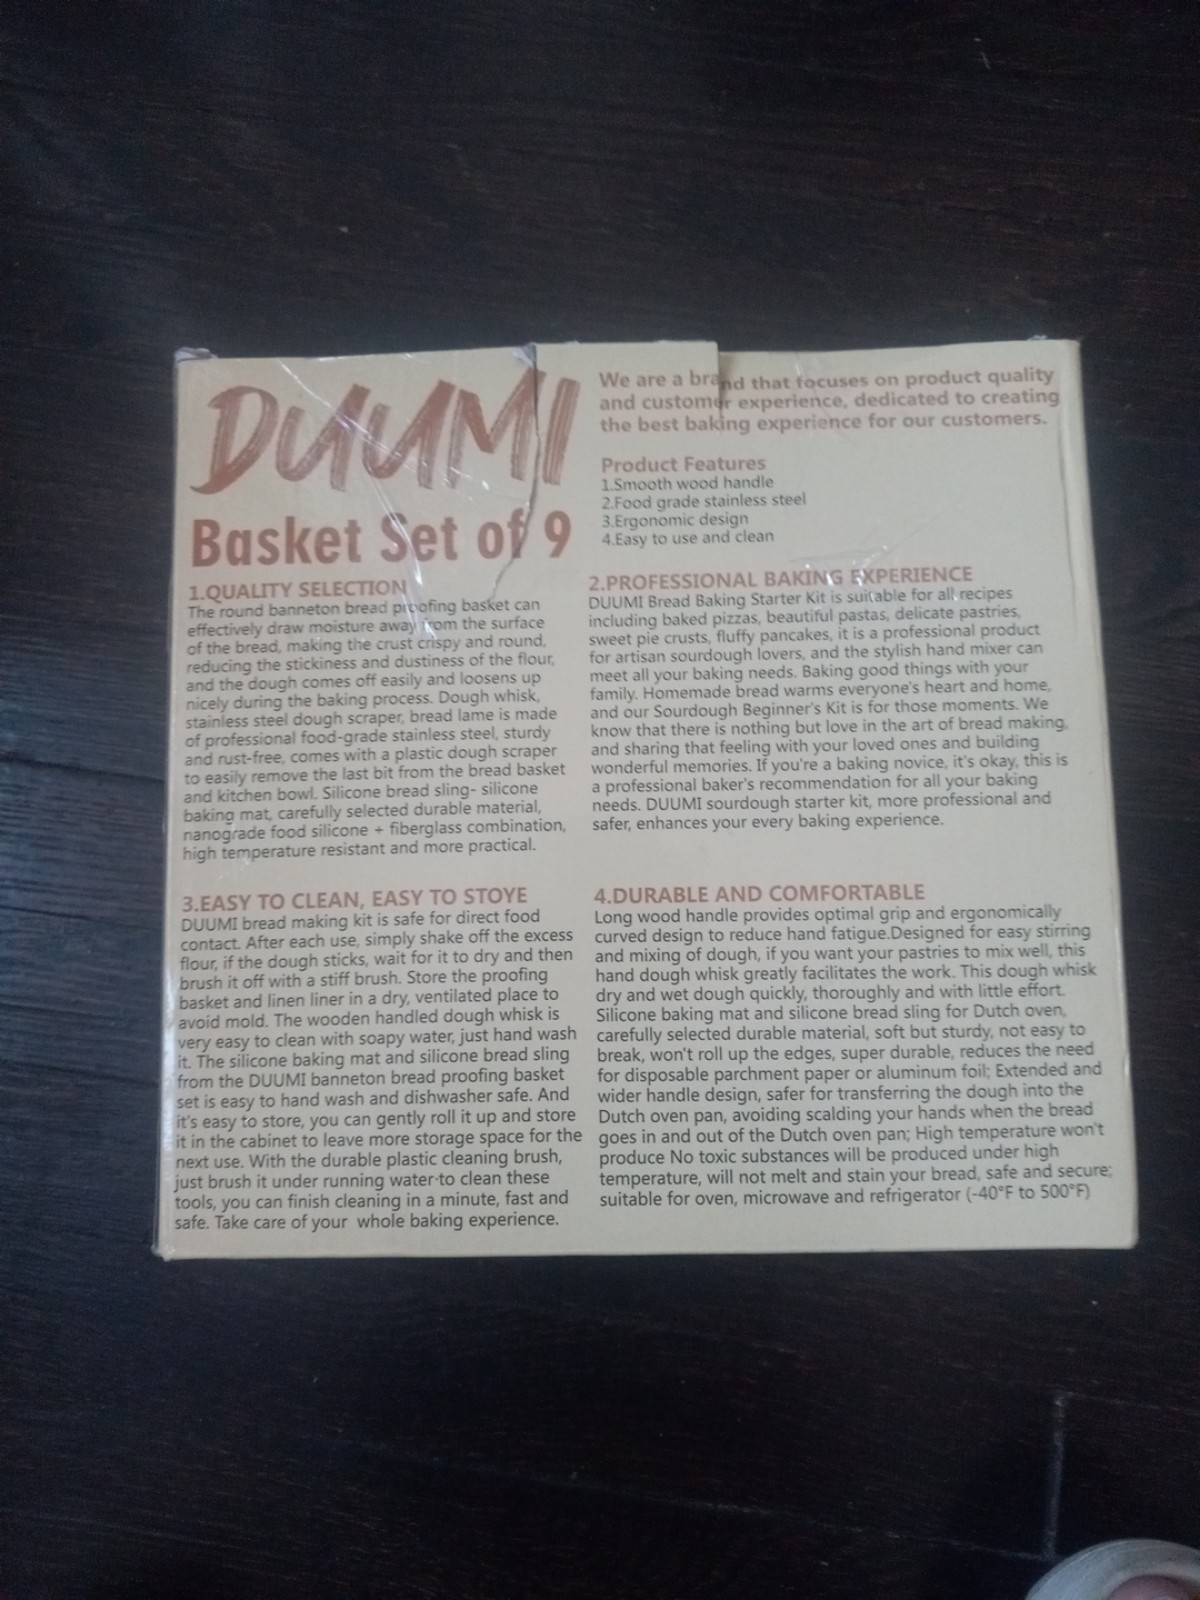 DUUMI
Basket Set of 9
We are a brand that focuses on product quality
and customer experience, dedicated to creating
the best baking experience for our customers.
Product Features
1.Smooth wood handle
2.Food grade stainless steel
3.Ergonomic design
4.Easy to use and clean
1.QUALITY SELECTION
The round banneton bread proofing basket can
effectively draw moisture away from the surface
of the bread, making the crust crispy and round,
reducing the stickiness and dustiness of the flour,
and the dough comes off easily and loosens up
nicely during the baking process. Dough whisk,
stainless steel dough scraper, bread lame is made
of professional food-grade stainless steel, sturdy
and rust-free, comes with a plastic dough scraper
to easily remove the last bit from the bread basket
and kitchen bowl. Silicone bread sling- silicone
baking mat, carefully selected durable material,
nanograde food silicone + fiberglass combination,
high temperature resistant and more practical.
2.PROFESSIONAL BAKING EXPERIENCE
DUUMI Bread Baking Starter Kit is suitable for all recipes
including baked pizzas, beautiful pastas, delicate pastries,
sweet pie crusts, fluffy pancakes, it is a professional product
for artisan sourdough lovers, and the stylish hand mixer can
meet all your baking needs. Baking good things with your
family. Homemade bread warms everyone's heart and home,
and our Sourdough Beginner's Kit is for those moments. We
know that there is nothing but love in the art of bread making,
and sharing that feeling with your loved ones and building
wonderful memories. If you're a baking novice, it's okay, this is
a professional baker's recommendation for all your baking
needs. DUUMI sourdough starter kit, more professional and
safer, enhances your every baking experience.
3.EASY TO CLEAN, EASY TO STOYE
DUUMI bread making kit is safe for direct food
contact. After each use, simply shake off the excess
flour, if the dough sticks, wait for it to dry and then
brush it off with a stiff brush. Store the proofing
basket and linen liner in a dry, ventilated place to
avoid mold. The wooden handled dough whisk is
very easy to clean with soapy water, just hand wash
it. The silicone baking mat and silicone bread sling
from the DUUMI banneton bread proofing basket
set is easy to hand wash and dishwasher safe. And
it's easy to store, you can gently roll it up and store
it in the cabinet to leave more storage space for the
next use. With the durable plastic cleaning brush,
just brush it under running water to clean these
tools, you can finish cleaning in a minute, fast and
safe. Take care of your whole baking experience.
4.DURABLE AND COMFORTABLE
Long wood handle provides optimal grip and ergonomically
curved design to reduce hand fatigue.Designed for easy stirring
and mixing of dough, if you want your pastries to mix well, this
hand dough whisk greatly facilitates the work. This dough whisk
dry and wet dough quickly, thoroughly and with little effort.
Silicone baking mat and silicone bread sling for Dutch oven,
carefully selected durable material, soft but sturdy, not easy to
break, won't roll up the edges, super durable, reduces the need
for disposable parchment paper or aluminum foil; Extended and
wider handle design, safer for transferring the dough into the
Dutch oven pan, avoiding scalding your hands when the bread
goes in and out of the Dutch oven pan; High temperature won't
produce No toxic substances will be produced under high
temperature, will not melt and stain your bread, safe and secure;
suitable for oven, microwave and refrigerator (-40°F to 500°F)